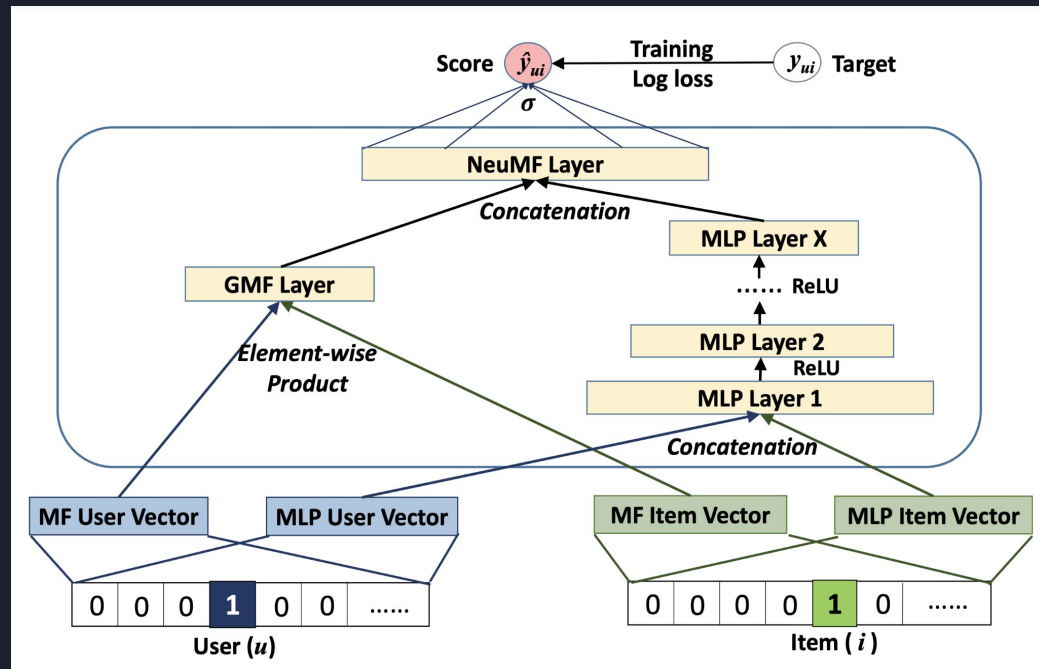 Score ŷui Training yui Target
Log loss
σ
NeuMF Layer
Concatenation
MLP Layer X
GMF Layer
...... ReLU
Element-wise
Product
MLP Layer 2
ReLU
MLP Layer 1
Concatenation
MF User Vector MLP User Vector MF Item Vector MLP Item Vector
0 0 0 1 0 0 ...... 0 0 0 0 1 0 ......
User (u) Item ( i )